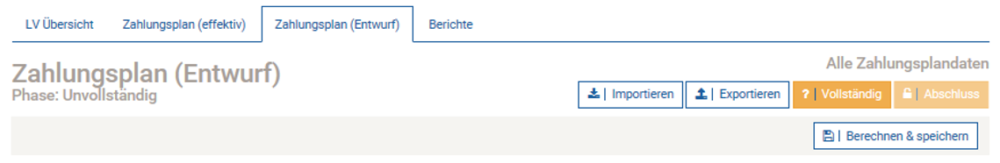 LV Übersicht Zahlungsplan (effektiv) Zahlungsplan (Entwurf) Berichte
Zahlungsplan (Entwurf)
Phase: Unvollständig
Alle Zahlungsplandaten
Importieren Exportieren ? | Vollständig Abschluss
Berechnen & speichern